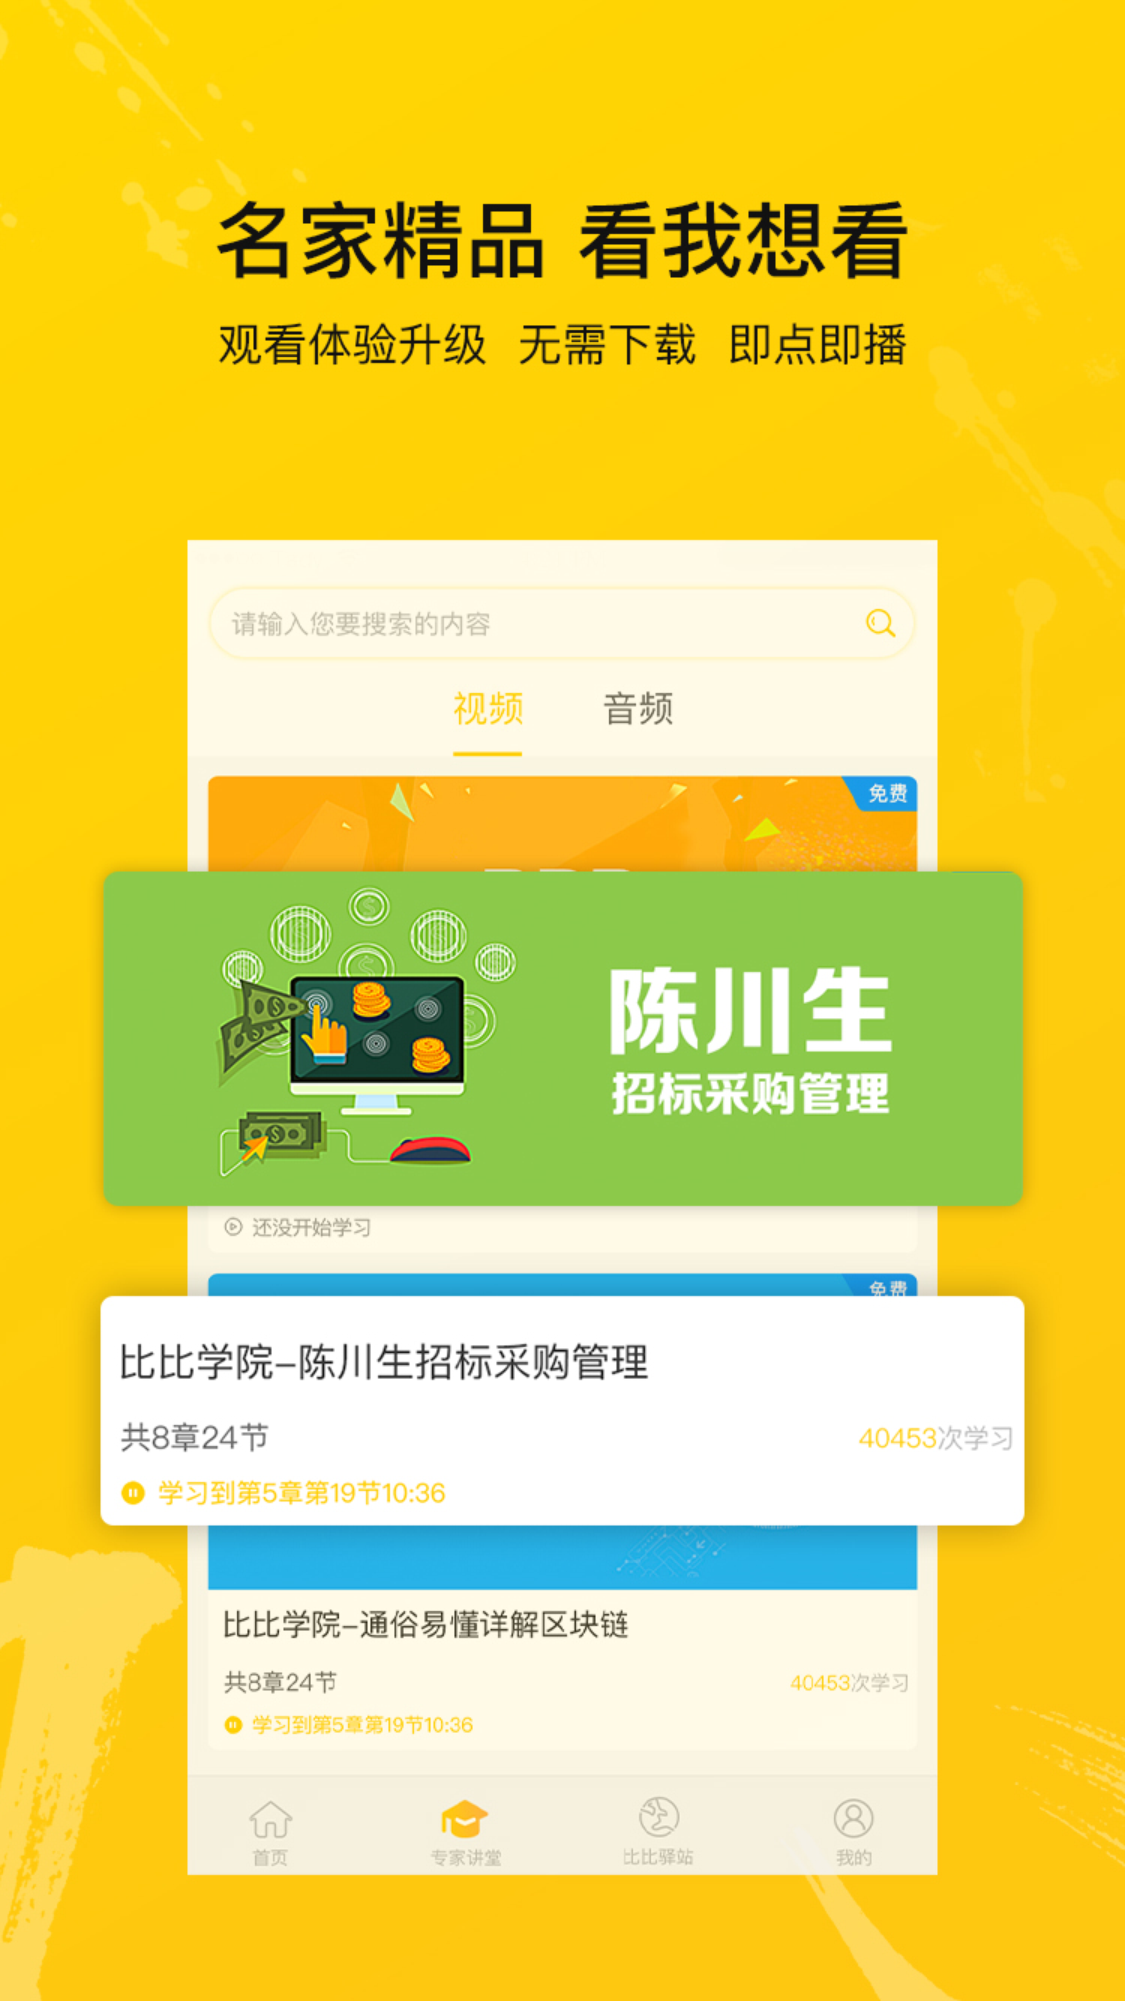 名家精品 看我想看
观看体验升级 无需下载 即点即播
请输入您要搜索的内容
视频 音频
免费
陈川生
招标采购管理
还没开始学习
免费
比比学院-陈川生招标采购管理
共8章24节 40453次学习
学习到第5章第19节10:36
比比学院-通俗易懂详解区块链
共8章24节 40453次学习
学习到第5章第19节10:36
首页 专家讲堂 比比驿站 我的